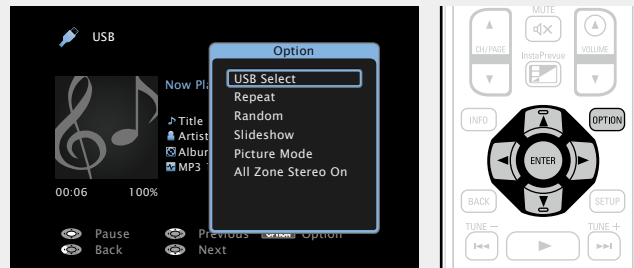 USB
Option
Now Pla
USB Select
Repeat
Random
Slideshow
Picture Mode
All Zone Stereo On
Title
Artist
Album
MP3
00:06 100%
Pause Previous OPTION Option
Back Next
MUTE
CH/PAGE InstaPrevue VOLUME
INFO OPTION
ENTER
BACK SETUP
TUNE − TUNE +